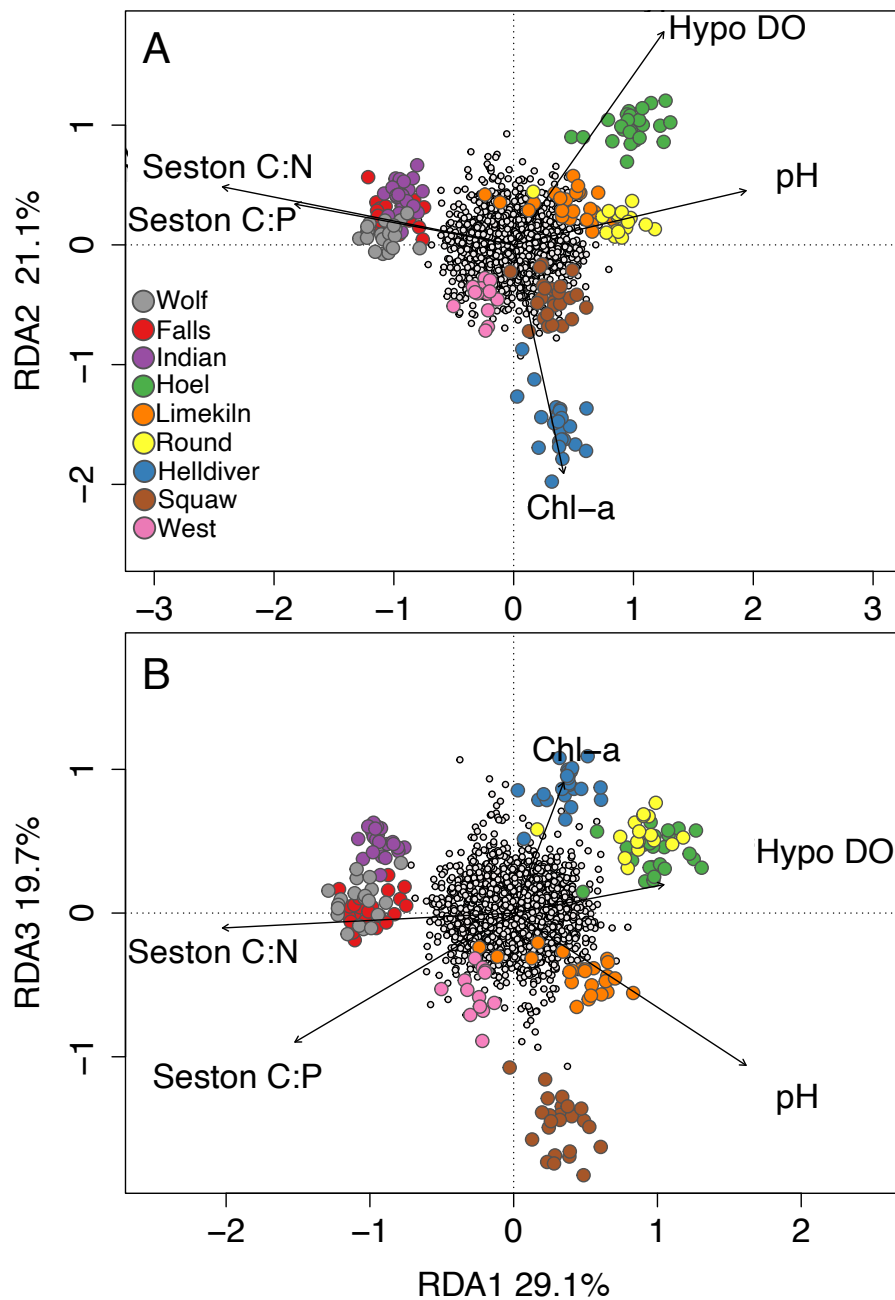 A
Hypo DO
Seston C:N
pH
Seston C:P
Chl−a
RDA2 21.1%
1
0
−1
−2
Wolf
Falls
Indian
Hoel
Limekiln
Round
Helldiver
Squaw
West
−3 −2 −1 0 1 2 3
B
Chl−a
Hypo DO
Seston C:N
Seston C:P
pH
RDA3 19.7%
1
0
−1
−2 −1 0 1 2
RDA1 29.1%